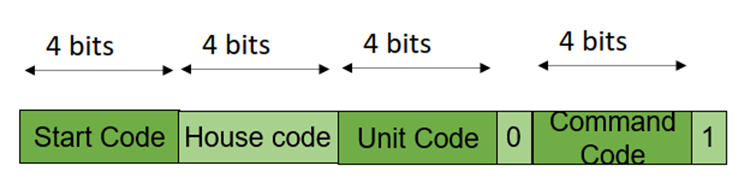 4 bits 4 bits 4 bits 4 bits
Start Code House code Unit Code 0 Command Code 1